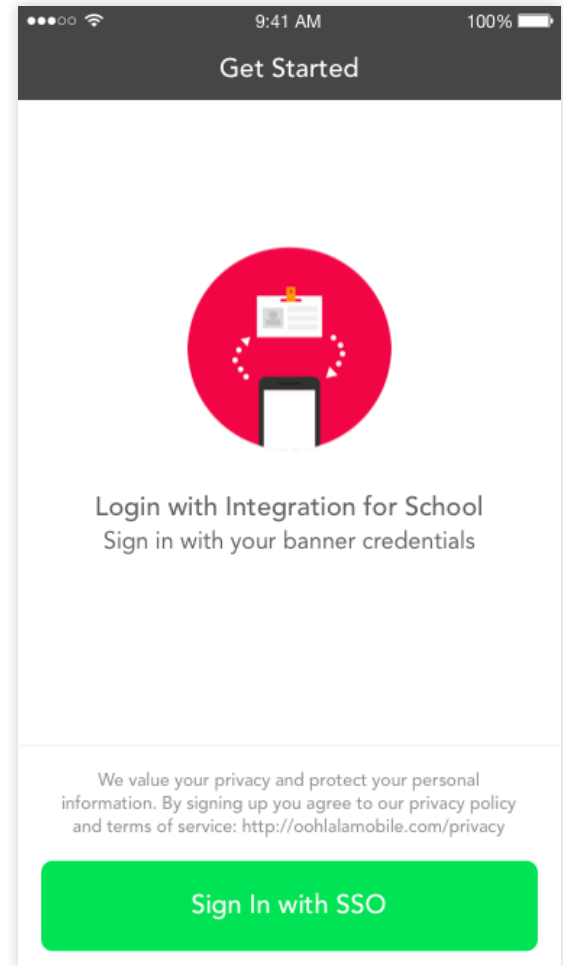 9:41 AM
100%
Get Started
Login with Integration for School
Sign in with your banner credentials
We value your privacy and protect your personal
information. By signing up you agree to our privacy policy
and terms of service: http://oohlalamobile.com/privacy
Sign In with SSO